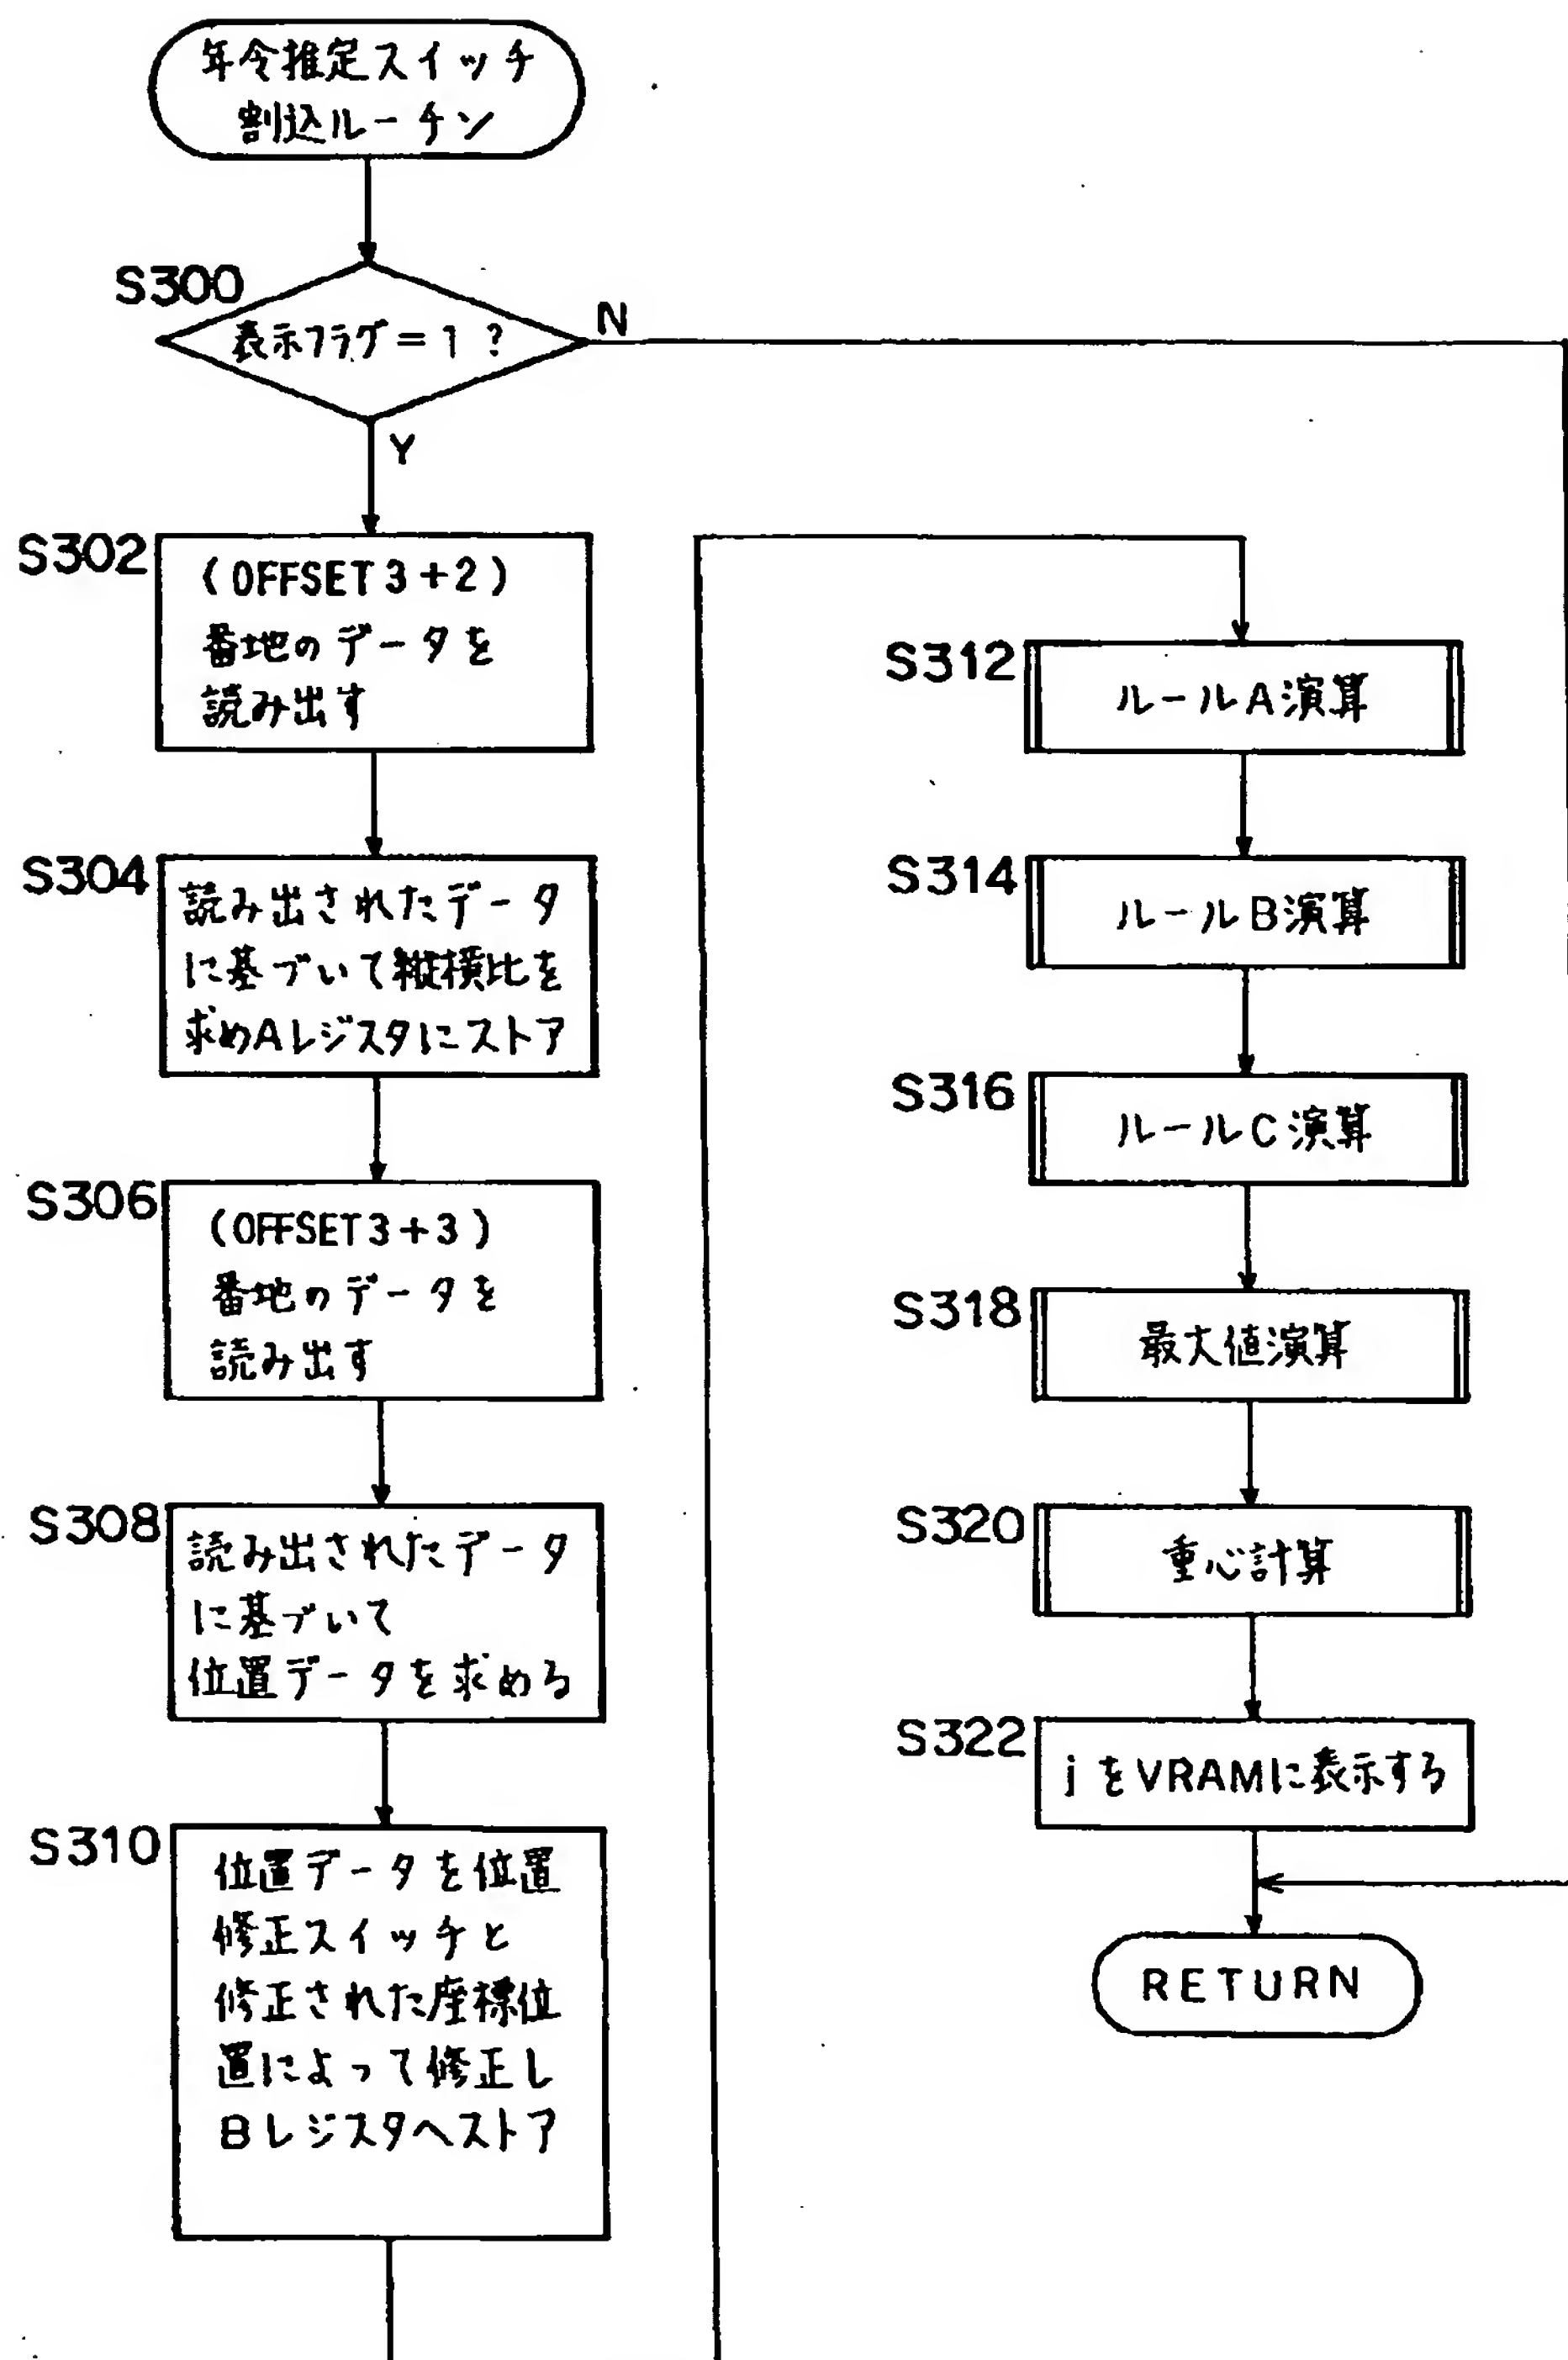 年令推定スイッチ
割込ルーチン
S300
表示フラグ=1?
N
Y
S302
(OFFSET3+2)
番地のデータを
読み出す
S304
読み出されたデータ
に基づいて縦横比を
求めAレジスタにストア
S306
(OFFSET3+3)
番地のデータを
読み出す
S308
読み出されたデータ
に基づいて
位置データを求める
S310
位置データを位置
修正スイッチと
修正された座標位
置によって修正し
Bレジスタヘストア
S312
ルールA演算
S314
ルールB演算
S316
ルールC演算
S318
最大値演算
S320
重心計算
S322
jをVRAMに表示する
RETURN